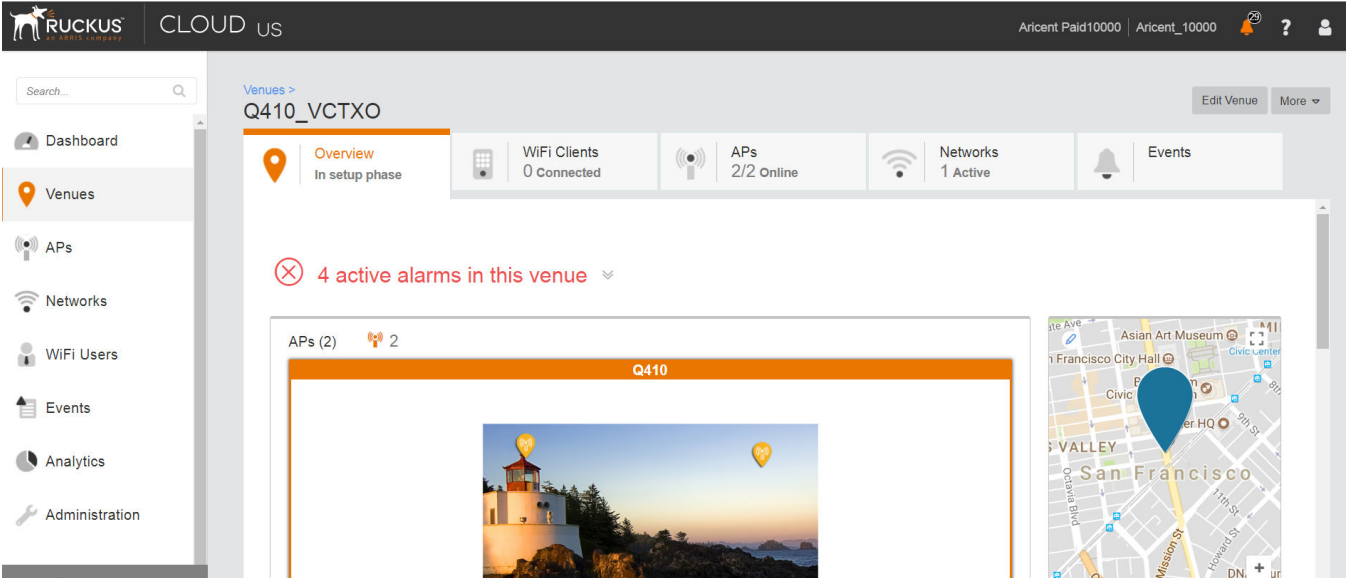 RUCKUS
an ARRIS company
CLOUD US
Aricent Paid10000
Aricent_10000
29
?
Search...
Dashboard
Venues
APs
Networks
WiFi Users
Events
Analytics
Administration
Venues >
Q410_VCTXO
Edit Venue
More
Overview
In setup phase
WiFi Clients
0 Connected
APs
2/2 Online
Networks
1 Active
Events
4 active alarms in this venue
APs (2)
2
Q410
Asian Art Museum
Francisco City Hall
Civic Center
Civic
8th
HQ
9th St
VALLEY
San Francisco
Octavia Blvd
11th St
Mission St
Howard St
DN
+